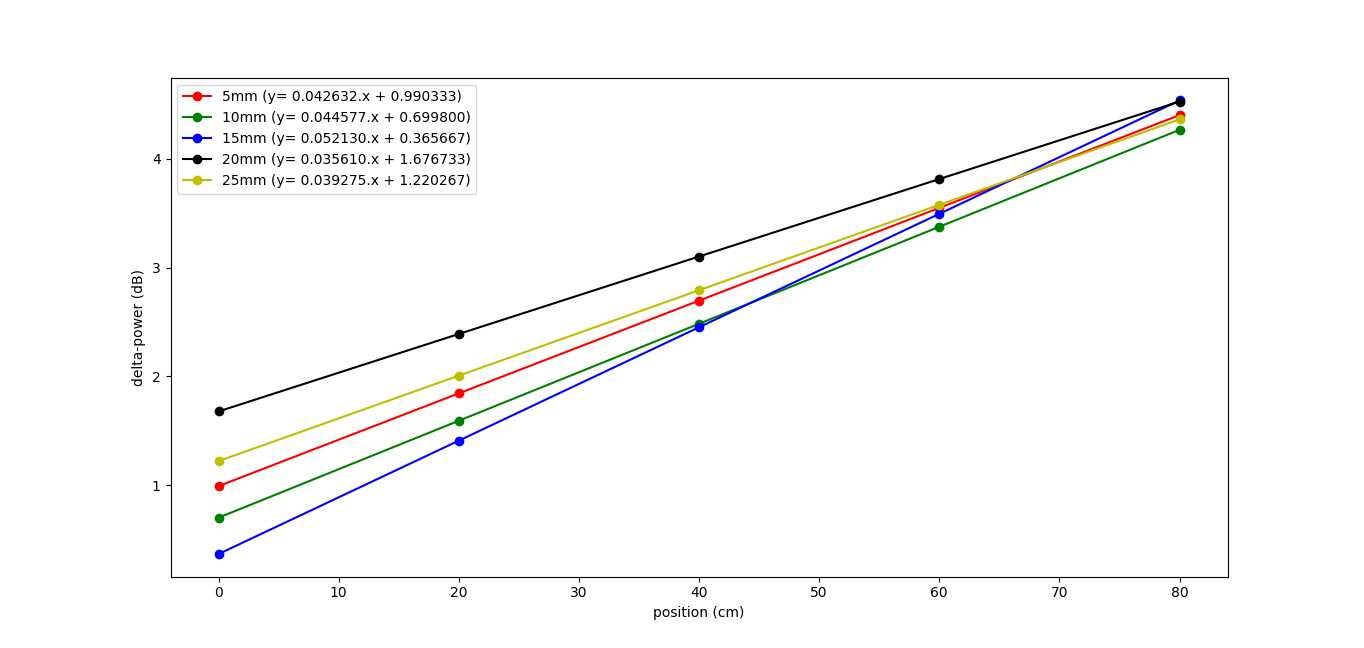 5mm (y= 0.042632.x + 0.990333)
10mm (y= 0.044577.x + 0.699800)
15mm (y= 0.052130.x + 0.365667)
20mm (y= 0.035610.x + 1.676733)
25mm (y= 0.039275.x + 1.220267)
4
3
2
1
delta-power (dB)
0 10 20 30 40 50 60 70 80
position (cm)